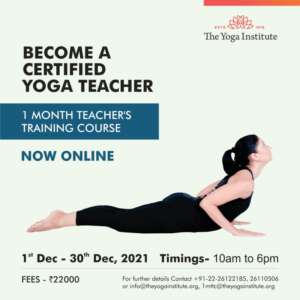 ESTD 1918
The Yoga Institute
BECOME A
CERTIFIED
YOGA TEACHER
1 MONTH TEACHER'S
TRAINING COURSE
NOW ONLINE
1st Dec - 30th Dec, 2021 Timings- 10am to 6pm
FEES - ₹22000
For further details Contact +91-22-26122185, 26110506
or info@theyogainstitute.org, 1mttc@theyogainstitute.org